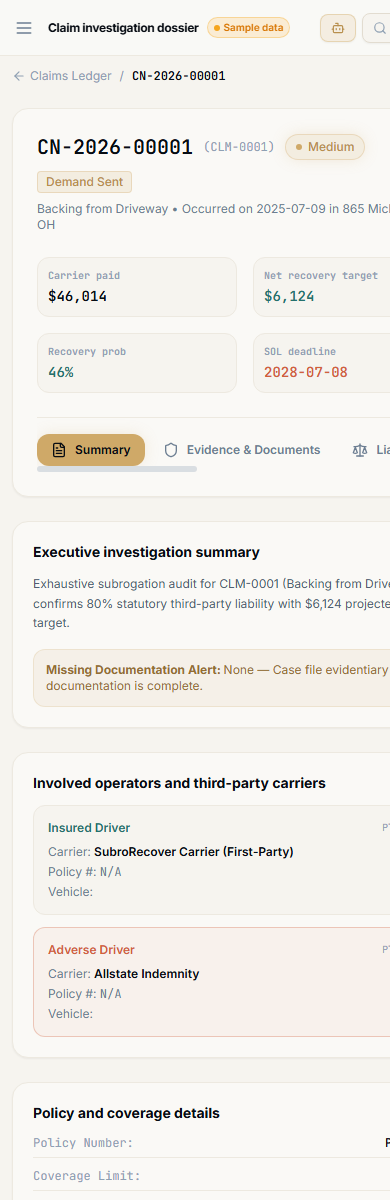 Claim investigation dossier
Sample data
Claims Ledger / CN-2026-00001
CN-2026-00001 (CLM-0001) Medium
Demand Sent
Backing from Driveway • Occurred on 2025-07-09 in 865
OH
Carrier paid
$46,014
Net recovery target
$6,124
Recovery prob
46%
SOL deadline
2028-07-08
Summary
Evidence & Documents
Executive investigation summary
Exhaustive subrogation audit for CLM-0001 (Backing from
confirms 80% statutory third-party liability with $6,124
target.
Missing Documentation Alert: None — Case file evidentiary
documentation is complete.
Involved operators and third-party carriers
Insured Driver
Carrier: SubroRecover Carrier (First-Party)
Policy #: N/A
Vehicle:
Adverse Driver
Carrier: Allstate Indemnity
Policy #: N/A
Vehicle:
Policy and coverage details
Policy Number:
Coverage Limit: